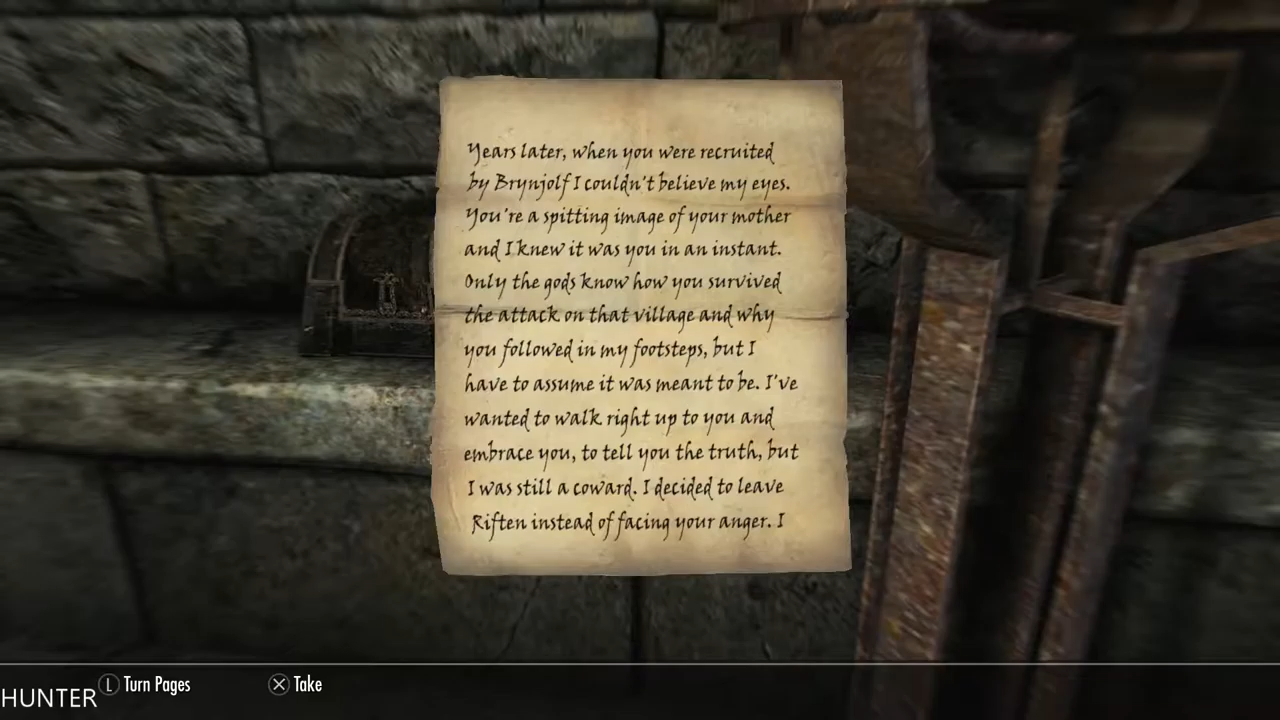 Years later, when you were recruited
by Brynjolf I couldn't believe my eyes.
You're a spitting image of your mother
and I knew it was you in an instant.
Only the gods know how you survived
the attack on that village and why
you followed in my footsteps, but I
have to assume it was meant to be. I've
wanted to walk right up to you and
embrace you, to tell you the truth, but
I was still a coward. I decided to leave
Riften instead of facing your anger. I
L Turn Pages X Take
HUNTER